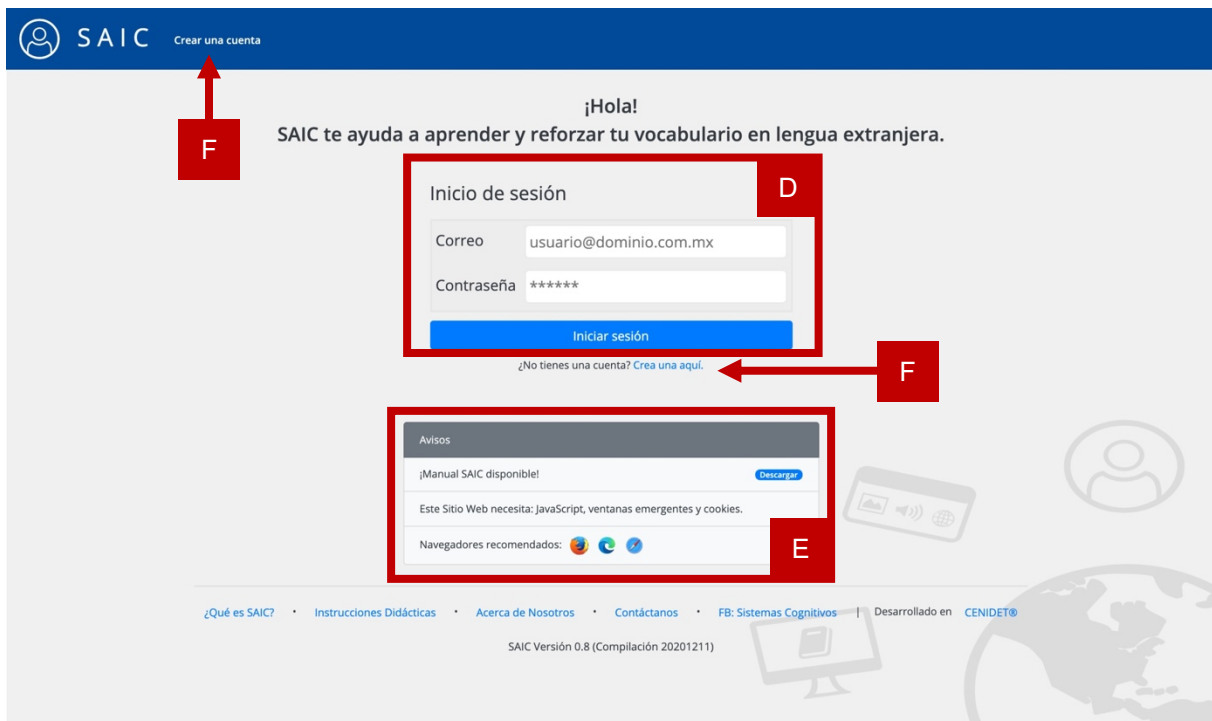 SAIC Crear una cuenta
F
¡Hola!
SAIC te ayuda a aprender y reforzar tu vocabulario en lengua extranjera.
D
Inicio de sesión
Correo usuario@dominio.com.mx
Contraseña ******
Iniciar sesión
¿No tienes una cuenta? Crea una aquí.
F
Avisos
¡Manual SAIC disponible! Descargar
Este Sitio Web necesita: JavaScript, ventanas emergentes y cookies.
Navegadores recomendados:
E
¿Qué es SAIC? • Instrucciones Didácticas • Acerca de Nosotros • Contáctanos • FB: Sistemas Cognitivos | Desarrollado en CENIDET®
SAIC Versión 0.8 (Compilación 20201211)